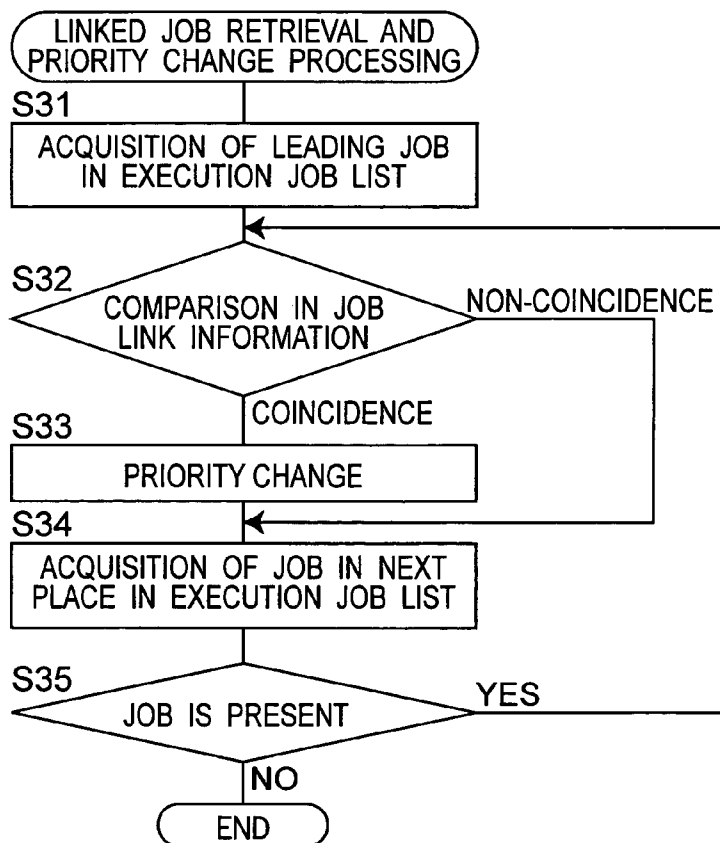 LINKED JOB RETRIEVAL AND
PRIORITY CHANGE PROCESSING
S31
ACQUISITION OF LEADING JOB
IN EXECUTION JOB LIST
S32
COMPARISON IN JOB
LINK INFORMATION
NON-COINCIDENCE
COINCIDENCE
S33
PRIORITY CHANGE
S34
ACQUISITION OF JOB IN NEXT
PLACE IN EXECUTION JOB LIST
S35
JOB IS PRESENT
YES
NO
END